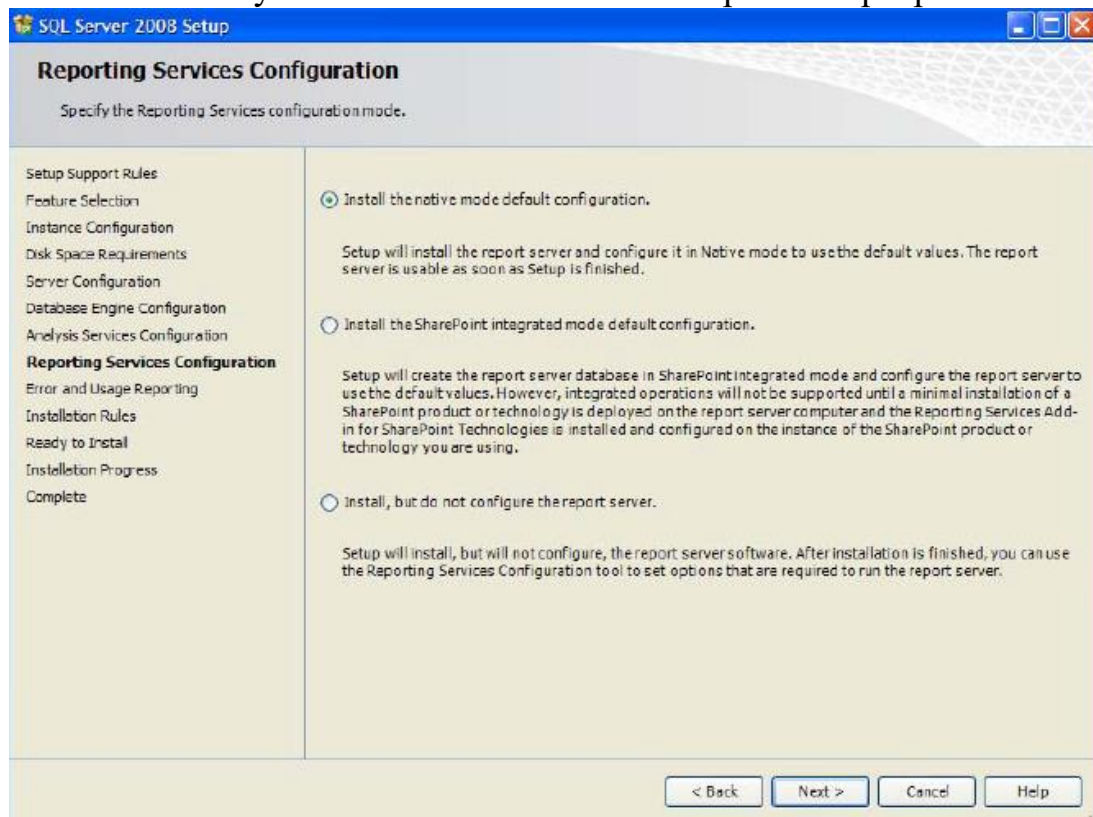 SQL Server 2008 Setup
Reporting Services Configuration
Specify the Reporting Services configuration mode.
Setup Support Rules
Feature Selection
Instance Configuration
Disk Space Requirements
Server Configuration
Database Engine Configuration
Analysis Services Configuration
Reporting Services Configuration
Error and Usage Reporting
Installation Rules
Ready to Install
Installation Progress
Complete
Install the native mode default configuration.
Setup will install the report server and configure it in Native mode to use the default values. The report
server is usable as soon as Setup is finished.
Install the SharePoint integrated mode default configuration.
Setup will create the report server database in SharePoint integrated mode and configure the report server to
use the default values. However, integrated operations will not be supported until a minimal installation of a
SharePoint product or technology is deployed on the report server computer and the Reporting Services Add-
in for SharePoint Technologies is installed and configured on the instance of the SharePoint product or
technology you are using.
Install, but do not configure the report server.
Setup will install, but will not configure, the report server software. After installation is finished, you can use
the Reporting Services Configuration tool to set options that are required to run the report server.
< Back
Next >
Cancel
Help